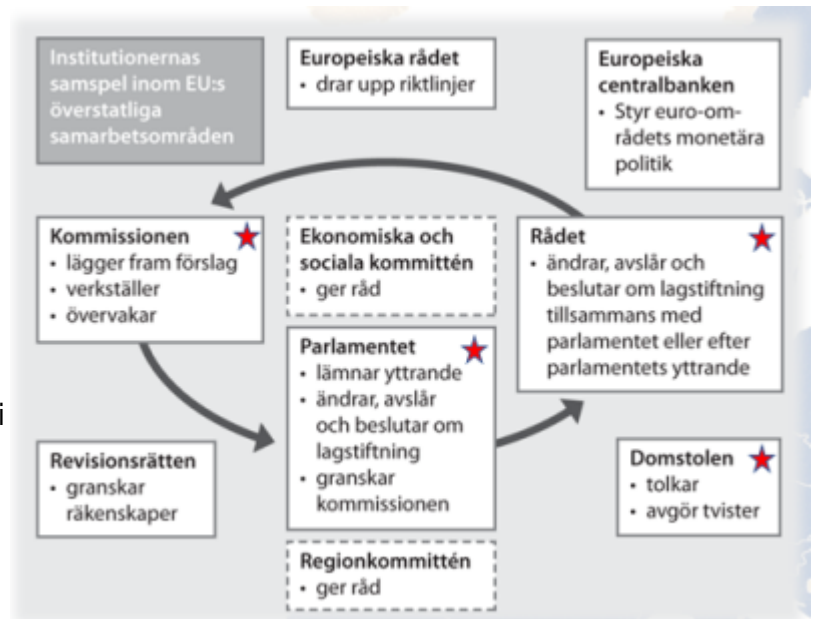 Institutionernas
samspel inom EU:s
överstatliga
samarbetsområden
Europeiska rådet
• drar upp riktlinjer
Europeiska
centralbanken
• Styr euro-om-
rådets monetära
politik
Kommissionen
• lägger fram förslag
• verkställer
• övervakar
Ekonomiska och
sociala kommittén
• ger råd
Rådet
• ändrar, avslår och
beslutar om lagstiftning
tillsammans med
parlamentet eller efter
parlamentets yttrande
Parlamentet
• lämnar yttrande
• ändrar, avslår
och beslutar om
lagstiftning
• granskar
kommissionen
i
Revisionsrätten
• granskar
räkenskaper
Domstolen
• tolkar
• avgör tvister
Regionkommittén
• ger råd